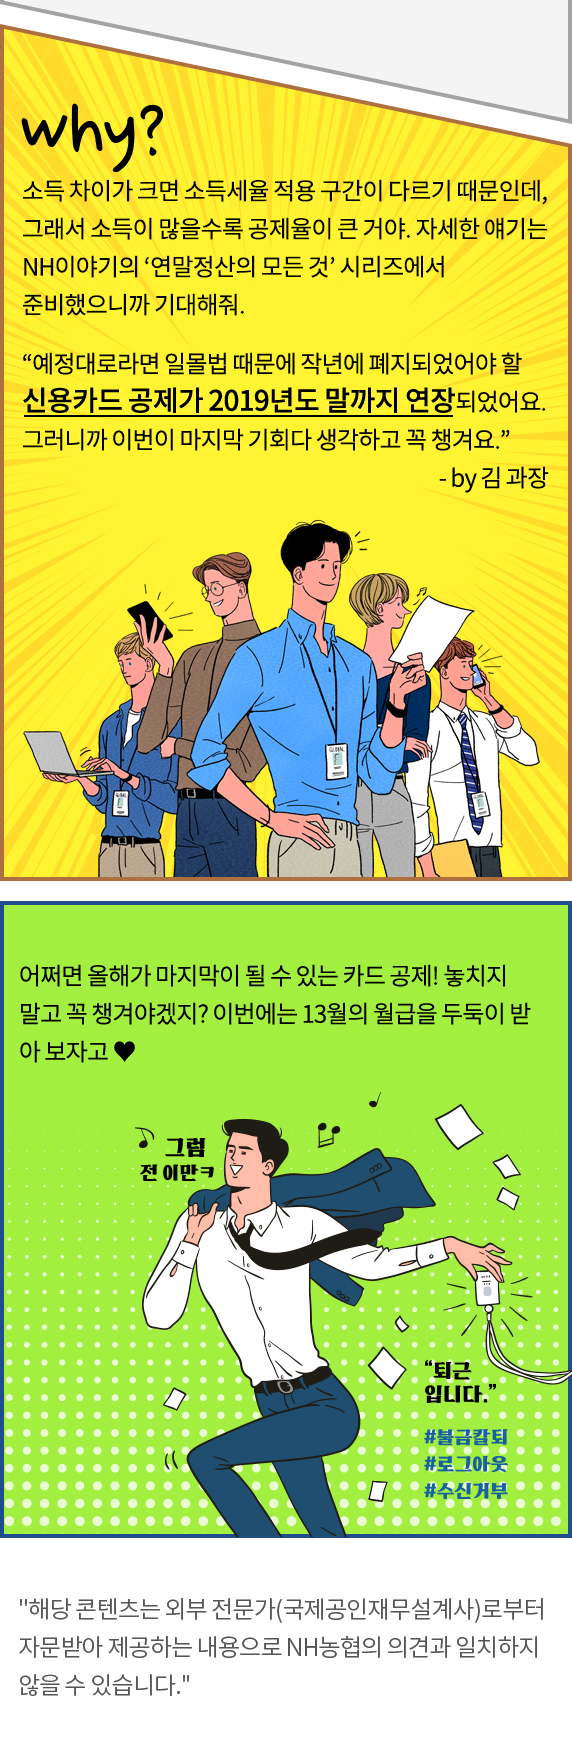 why?
소득 차이가 크면 소득세율 적용 구간이 다르기 때문인데,
그래서 소득이 많을수록 공제율이 큰 거야. 자세한 얘기는
NH이야기의 ‘연말정산의 모든 것’ 시리즈에서
준비했으니까 기대해줘.
“예정대로라면 일몰법 때문에 작년에 폐지되었어야 할
신용카드 공제가 2019년도 말까지 연장되었어요.
그러니까 이번이 마지막 기회다 생각하고 꼭 챙겨요.”
- by 김 과장
GLOBAL
GLOBAL
GLOBAL
어쩌면 올해가 마지막이 될 수 있는 카드 공제! 놓치지
말고 꼭 챙겨야겠지? 이번에는 13월의 월급을 두둑이 받
아 보자고 ♥
그럼
전 이만ㅋ
“퇴근
입니다.”
#불금칼퇴
#로그아웃
#수신거부
"해당 콘텐츠는 외부 전문가(국제공인재무설계사)로부터
자문받아 제공하는 내용으로 NH농협의 의견과 일치하지
않을 수 있습니다."